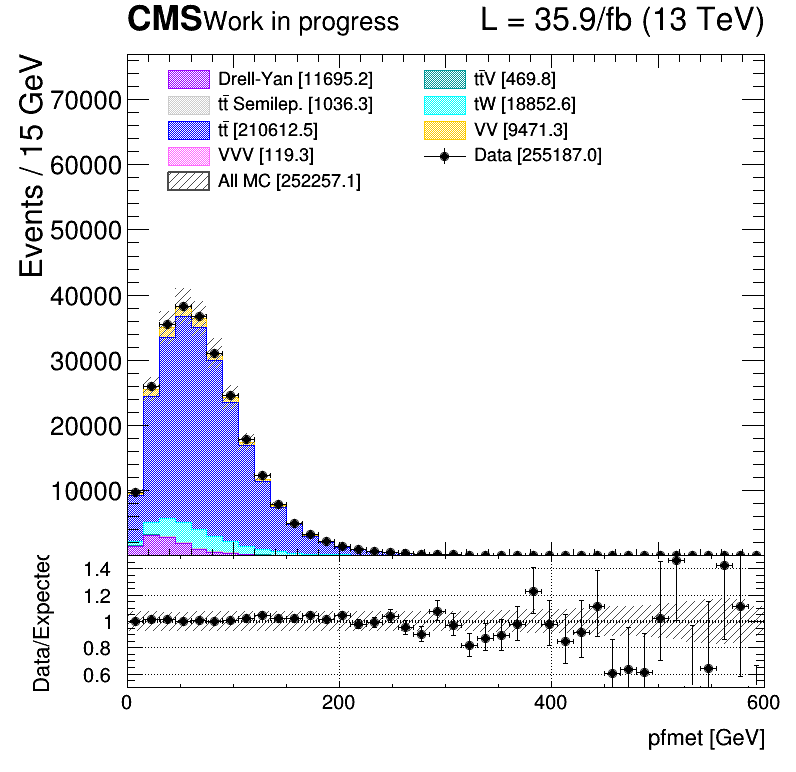 CMS Work in progress L = 35.9/fb (13 TeV)
Events / 15 GeV
70000
60000
50000
40000
30000
20000
10000
Drell-Yan [11695.2]
tt̄ Semilep. [1036.3]
tt̄ [210612.5]
VVV [119.3]
All MC [252257.1]
tt̄V [469.8]
tW [18852.6]
VV [9471.3]
Data [255187.0]
Data/Expected
1.4
1.2
1
0.8
0.6
0 200 400 600
pfmet [GeV]